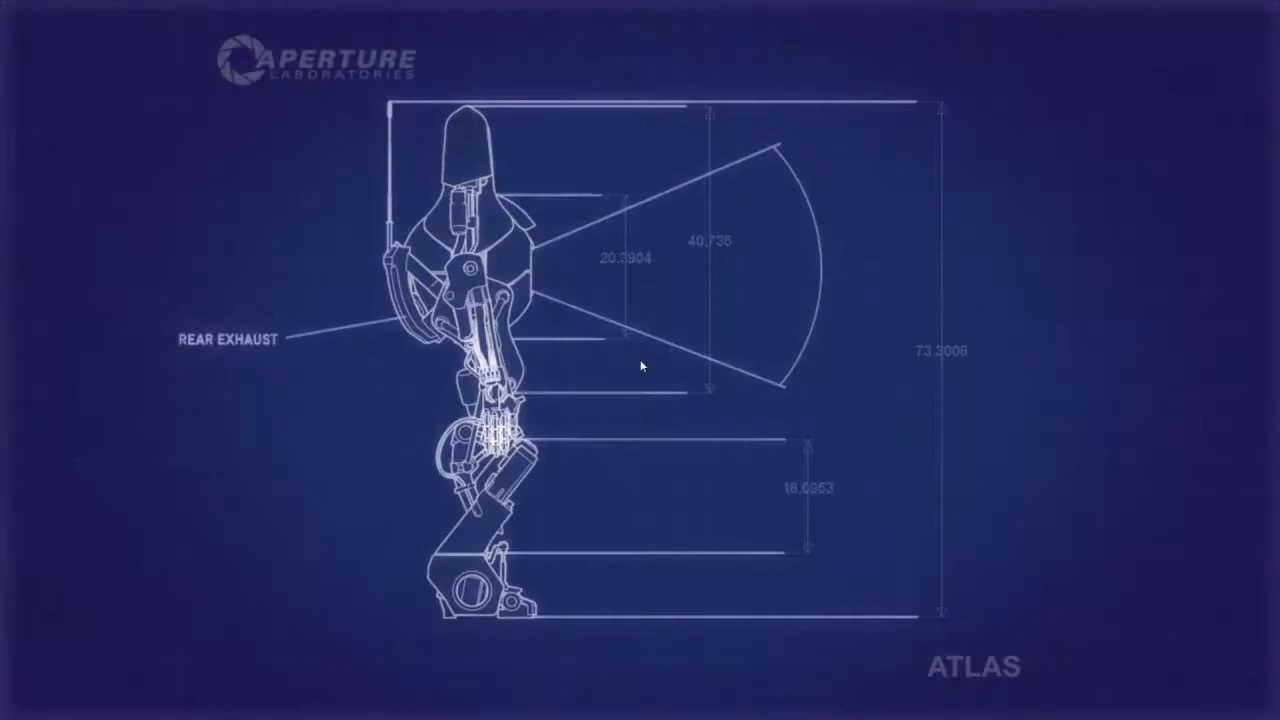 APERTURE
LABORATORIES
40.735
20.3904
REAR EXHAUST
73.3006
16.0953
ATLAS